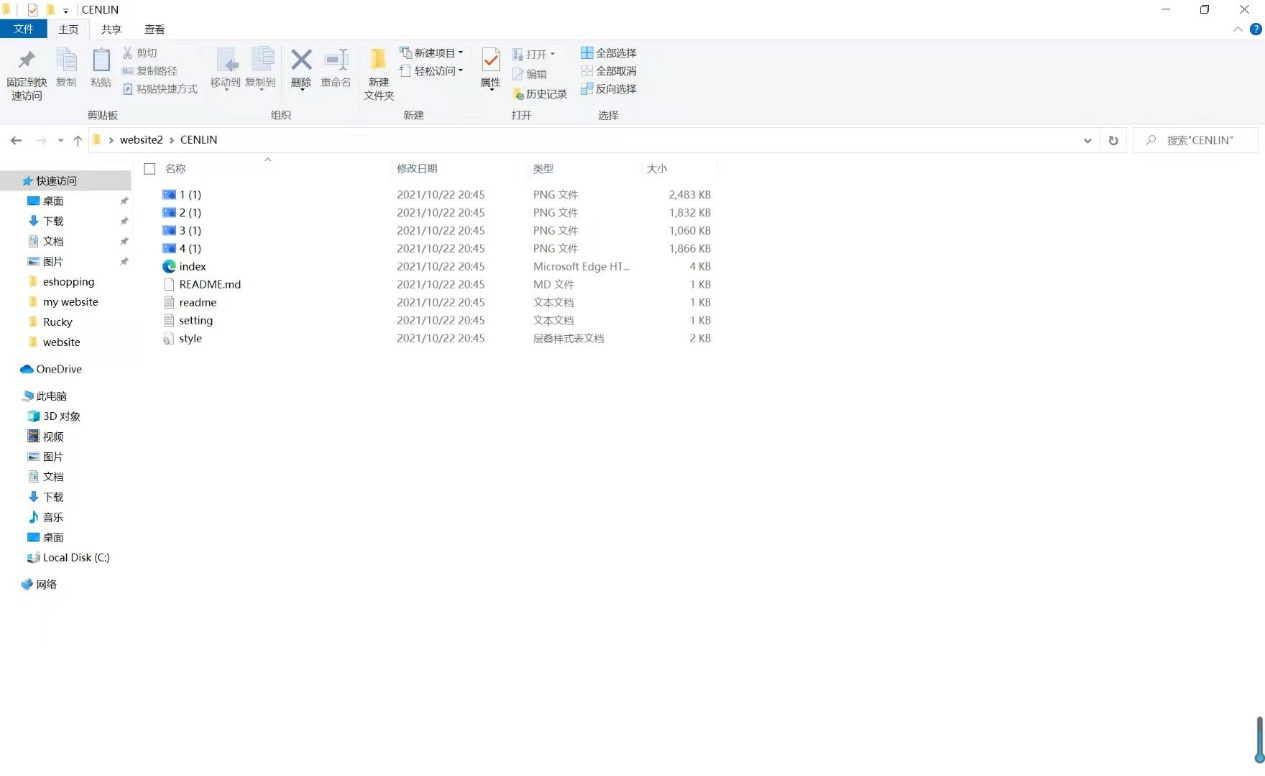 CENLIN
文件 主页 共享 查看
固定到快速访问
复制
粘贴
剪切
复制路径
粘贴快捷方式
剪贴板
移动到
复制到
删除
重命名
组织
新建文件夹
新建项目
轻松访问
新建
属性
打开
编辑
历史记录
打开
全部选择
全部取消
反向选择
选择
website2 CENLIN
搜索"CENLIN"
快速访问
桌面
下载
文档
图片
eshopping
my website
Rucky
website
OneDrive
此电脑
3D 对象
视频
图片
文档
下载
音乐
桌面
Local Disk (C:)
网络
名称 修改日期 类型 大小
1 (1) 2021/10/22 20:45 PNG 文件 2,483 KB
2 (1) 2021/10/22 20:45 PNG 文件 1,832 KB
3 (1) 2021/10/22 20:45 PNG 文件 1,060 KB
4 (1) 2021/10/22 20:45 PNG 文件 1,866 KB
index 2021/10/22 20:45 Microsoft Edge HT... 4 KB
README.md 2021/10/22 20:45 MD 文件 1 KB
readme 2021/10/22 20:45 文本文档 1 KB
setting 2021/10/22 20:45 文本文档 1 KB
style 2021/10/22 20:45 层叠样式表文档 2 KB